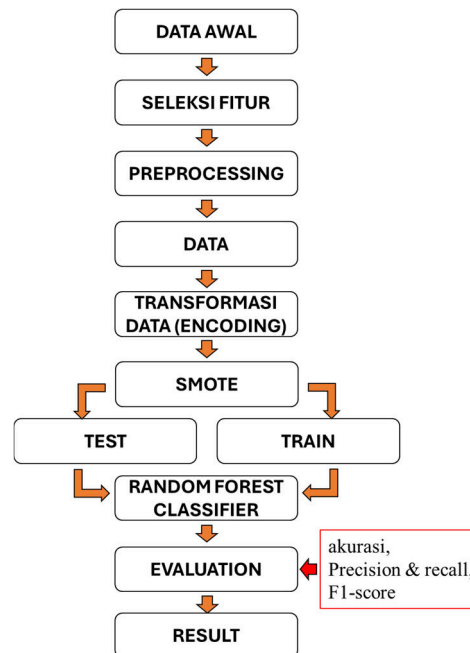 DATA AWAL
SELEKSI FITUR
PREPROCESSING
DATA
TRANSFORMASI
DATA (ENCODING)
SMOTE
TEST
TRAIN
RANDOM FOREST
CLASSIFIER
EVALUATION
akurasi,
Precision & recall,
F1-score
RESULT